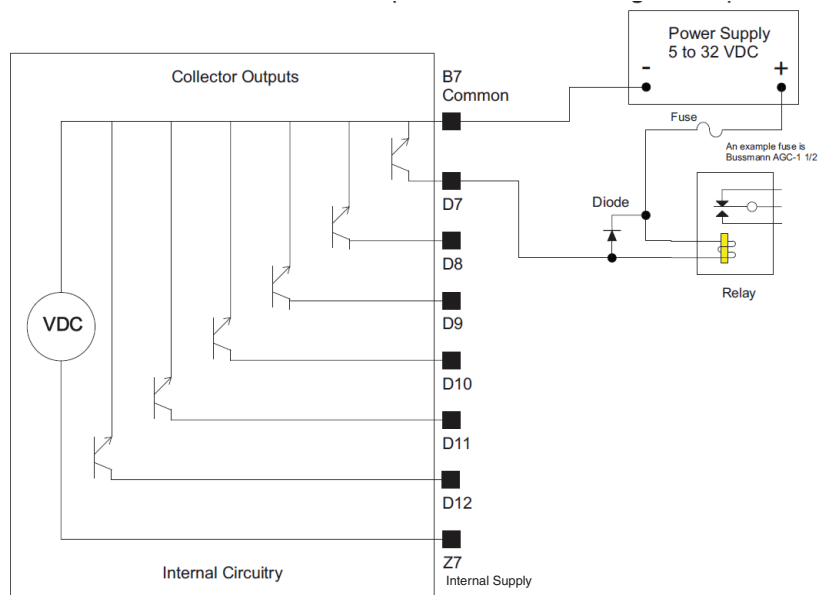 Collector Outputs
B7
Common
Power Supply
5 to 32 VDC
-
+
Fuse
An example fuse is
Bussmann AGC-1 1/2
D7
Diode
D8
Relay
D9
VDC
D10
D11
D12
Z7
Internal Supply
Internal Circuitry